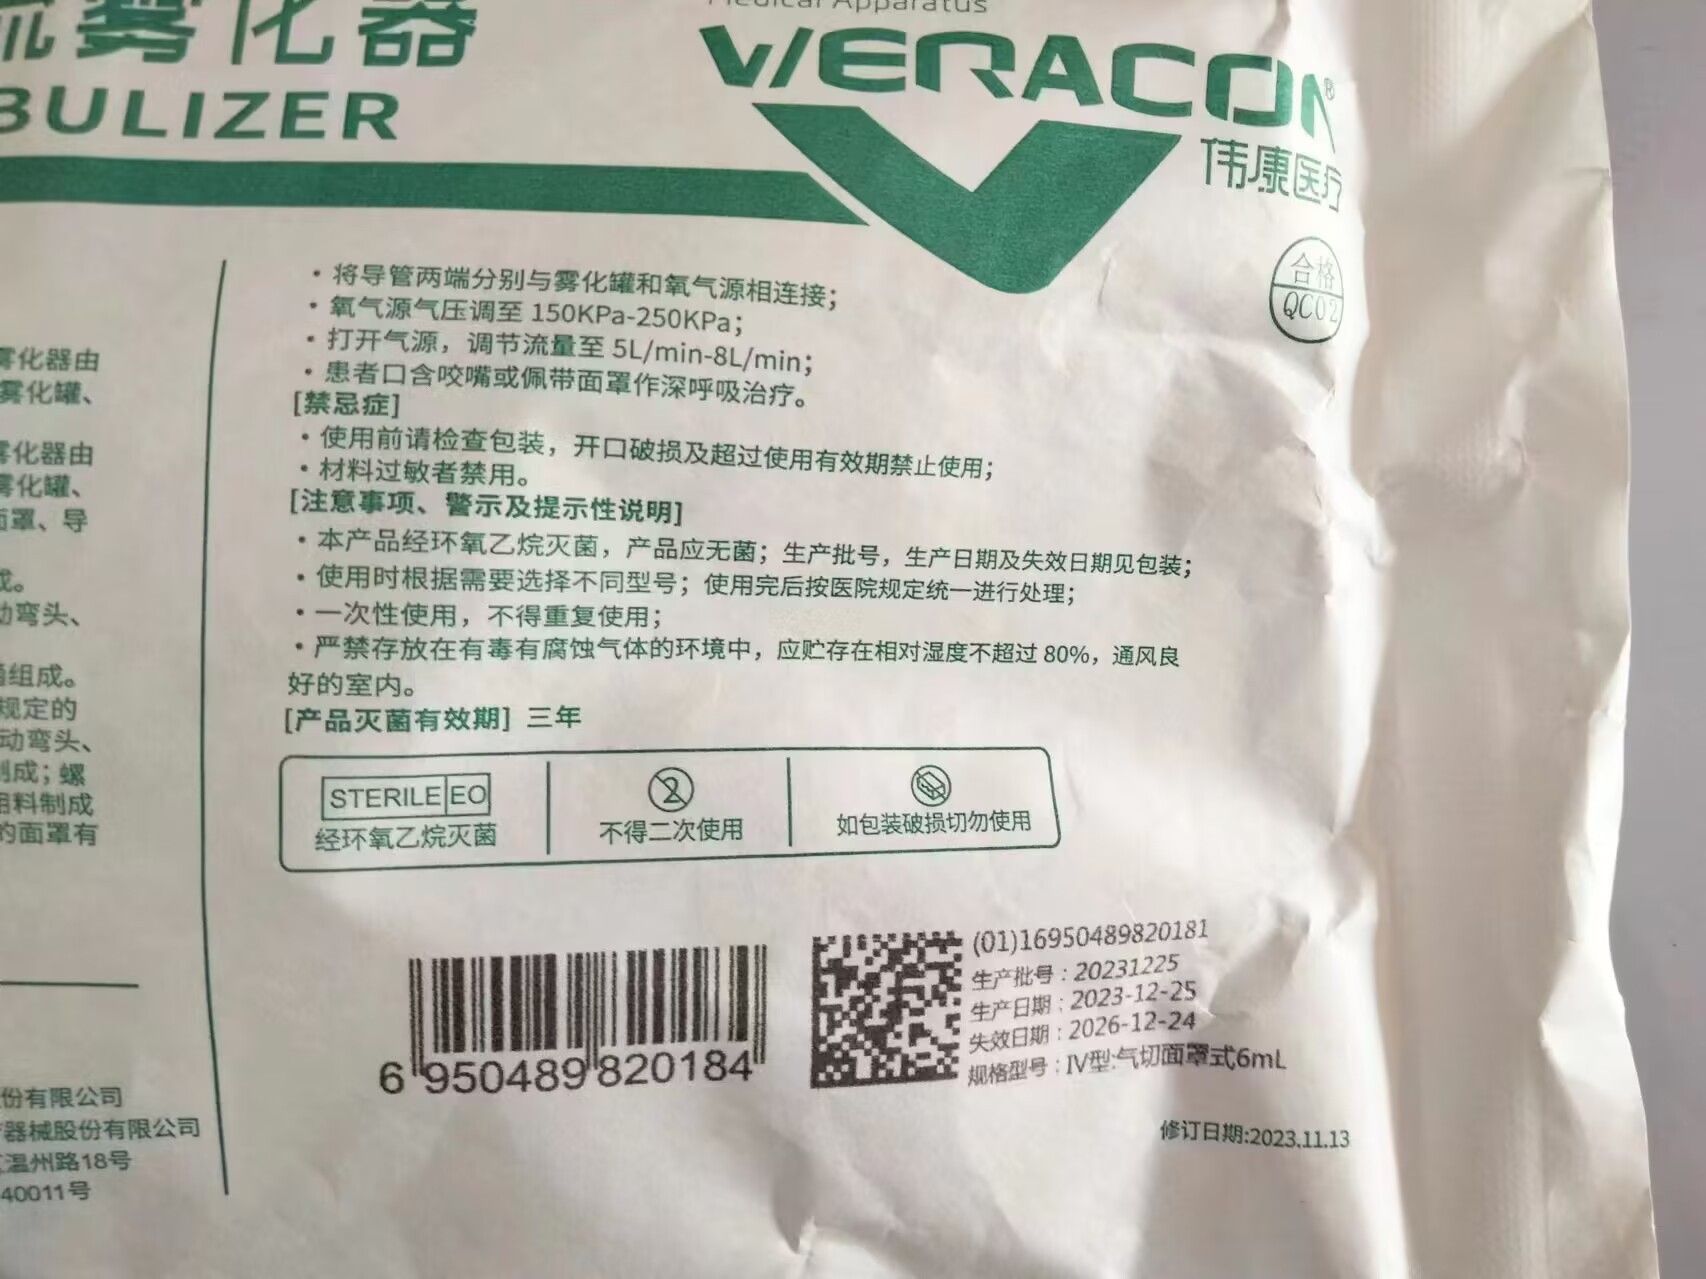 雾化器
BULIZER
Medical Apparatus
VERACON®
伟康医疗
合格
QC02
雾化器由
雾化罐、
雾化器由
雾化罐、
面罩、导
成。
动弯头、
组成。
规定的
动弯头、
制成；螺
用料制成
的面罩有
份有限公司
器械股份有限公司
温州路18号
40011号
·将导管两端分别与雾化罐和氧气源相连接；
·氧气源气压调至 150KPa-250KPa；
·打开气源，调节流量至 5L/min-8L/min；
·患者口含咬嘴或佩带面罩作深呼吸治疗。
[禁忌症]
·使用前请检查包装，开口破损及超过使用有效期禁止使用；
·材料过敏者禁用。
[注意事项、警示及提示性说明]
·本产品经环氧乙烷灭菌，产品应无菌；生产批号，生产日期及失效日期见包装；
·使用时根据需要选择不同型号；使用完后按医院规定统一进行处理；
·一次性使用，不得重复使用；
·严禁存放在有毒有腐蚀气体的环境中，应贮存在相对湿度不超过 80%，通风良
好的室内。
[产品灭菌有效期] 三年
STERILE EO
经环氧乙烷灭菌
2
不得二次使用
如包装破损切勿使用
6 950489 820184
(01)16950489820181
生产批号：20231225
生产日期：2023-12-25
失效日期：2026-12-24
规格型号：IV型:气切面罩式6mL
修订日期:2023.11.13